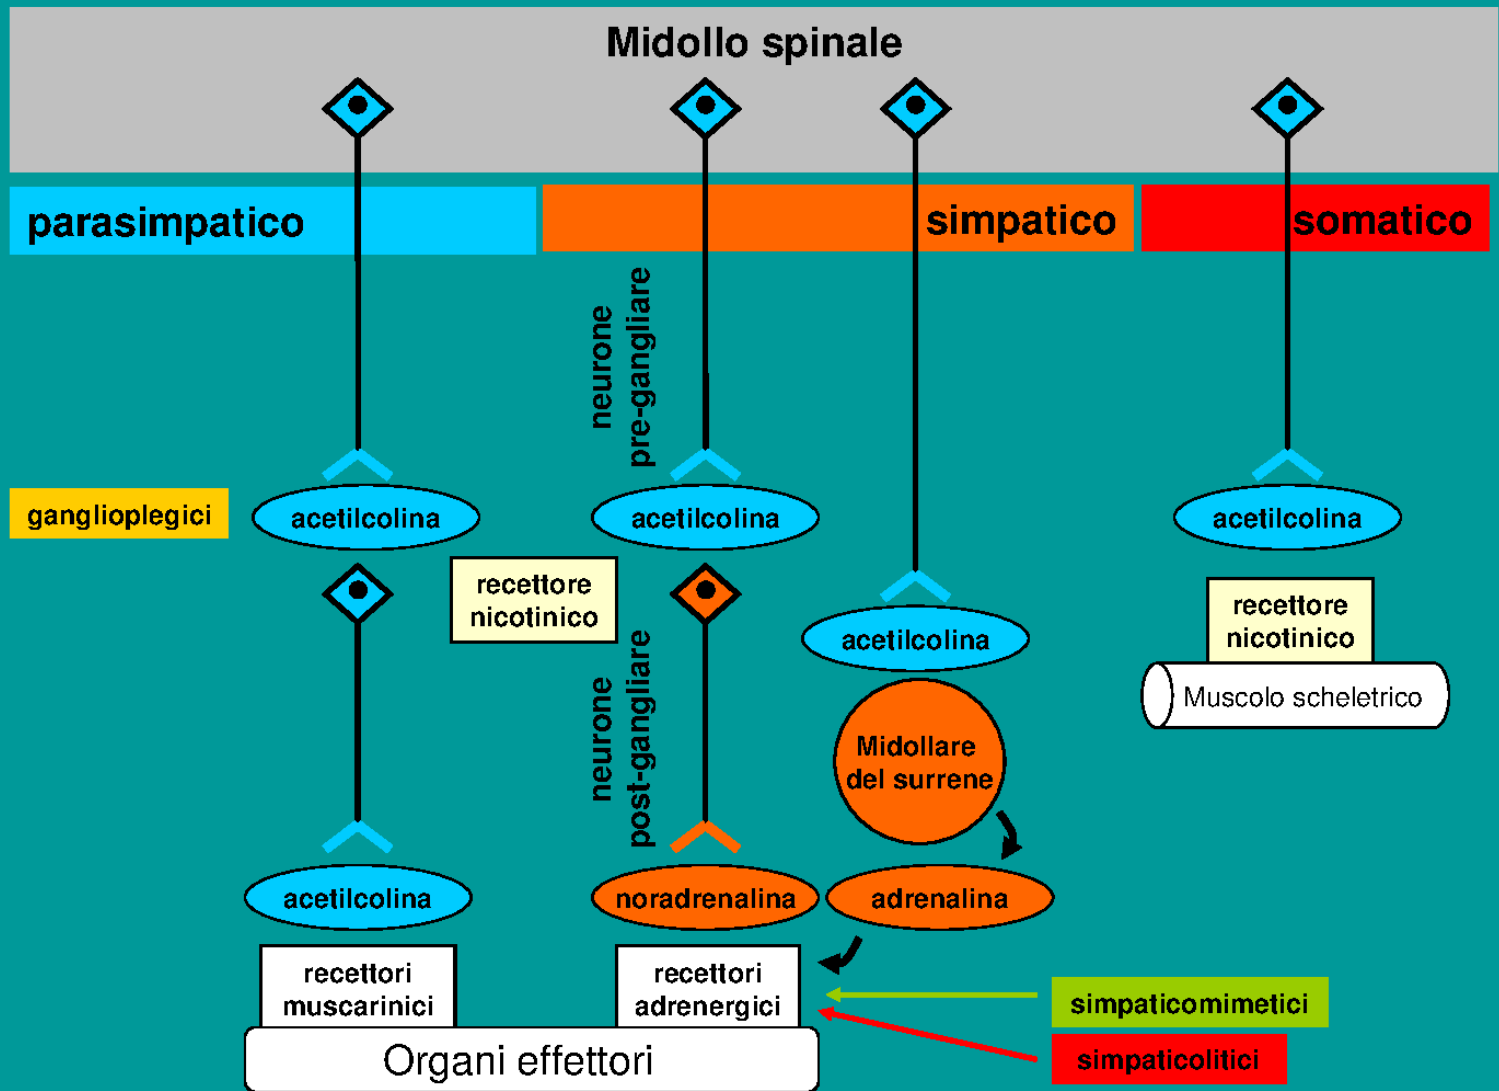 Midollo spinale
parasimpatico
simpatico
somatico
neurone
pre-gangliare
ganglioplegici
acetilcolina
acetilcolina
acetilcolina
recettore
nicotinico
recettore
nicotinico
acetilcolina
Muscolo scheletrico
neurone
post-gangliare
Midollare
del surrene
acetilcolina
noradrenalina
adrenalina
recettori
muscarinici
recettori
adrenergici
simpaticomimetici
simpaticolitici
Organi effettori